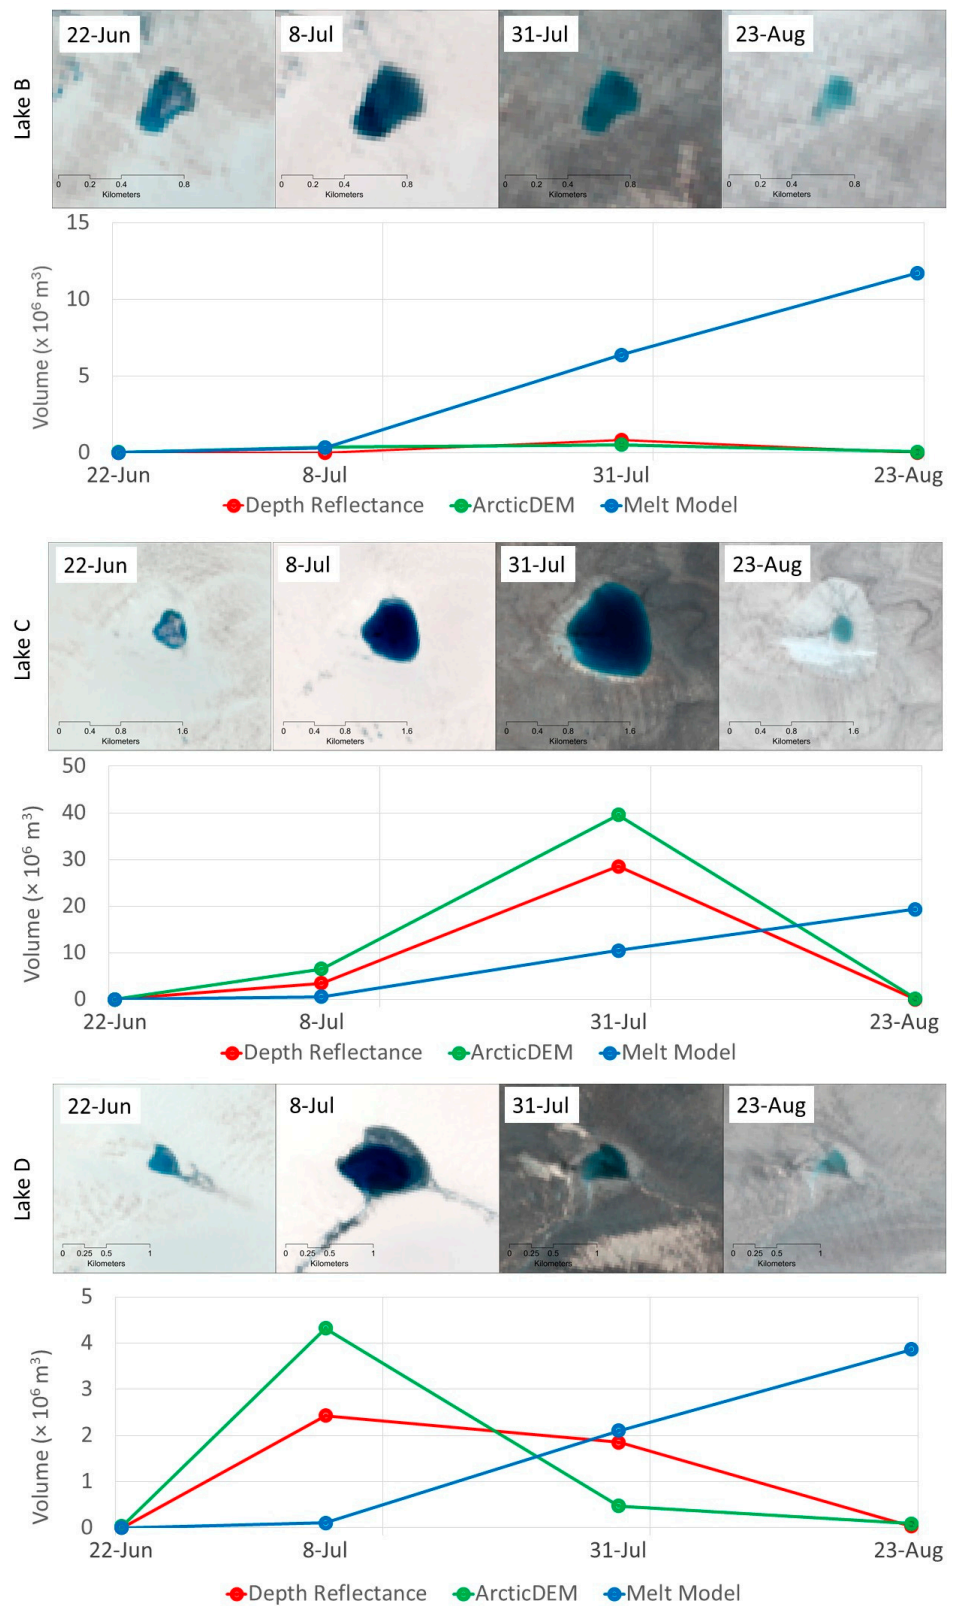 Lake B
22-Jun 8-Jul 31-Jul 23-Aug
0 0.2 0.4 0.8 0 0.2 0.4 0.8 0 0.2 0.4 0.8 0 0.2 0.4 0.8
Kilometers Kilometers Kilometers Kilometers
Volume (x 10⁶ m³)
15
10
5
0
22-Jun 8-Jul 31-Jul 23-Aug
Depth Reflectance ArcticDEM Melt Model
Lake C
22-Jun 8-Jul 31-Jul 23-Aug
0 0.4 0.8 1.6 0 0.4 0.8 1.6 0 0.4 0.8 1.6 0 0.4 0.8 1.6
Kilometers Kilometers Kilometers Kilometers
Volume (× 10⁶ m³)
50
40
30
20
10
0
22-Jun 8-Jul 31-Jul 23-Aug
Depth Reflectance ArcticDEM Melt Model
Lake D
22-Jun 8-Jul 31-Jul 23-Aug
0 0.25 0.5 1 0 0.25 0.5 1 0 0.25 0.5 1 0 0.25 0.5 1
Kilometers Kilometers Kilometers Kilometers
Volume (× 10⁶ m³)
5
4
3
2
1
0
22-Jun 8-Jul 31-Jul 23-Aug
Depth Reflectance ArcticDEM Melt Model